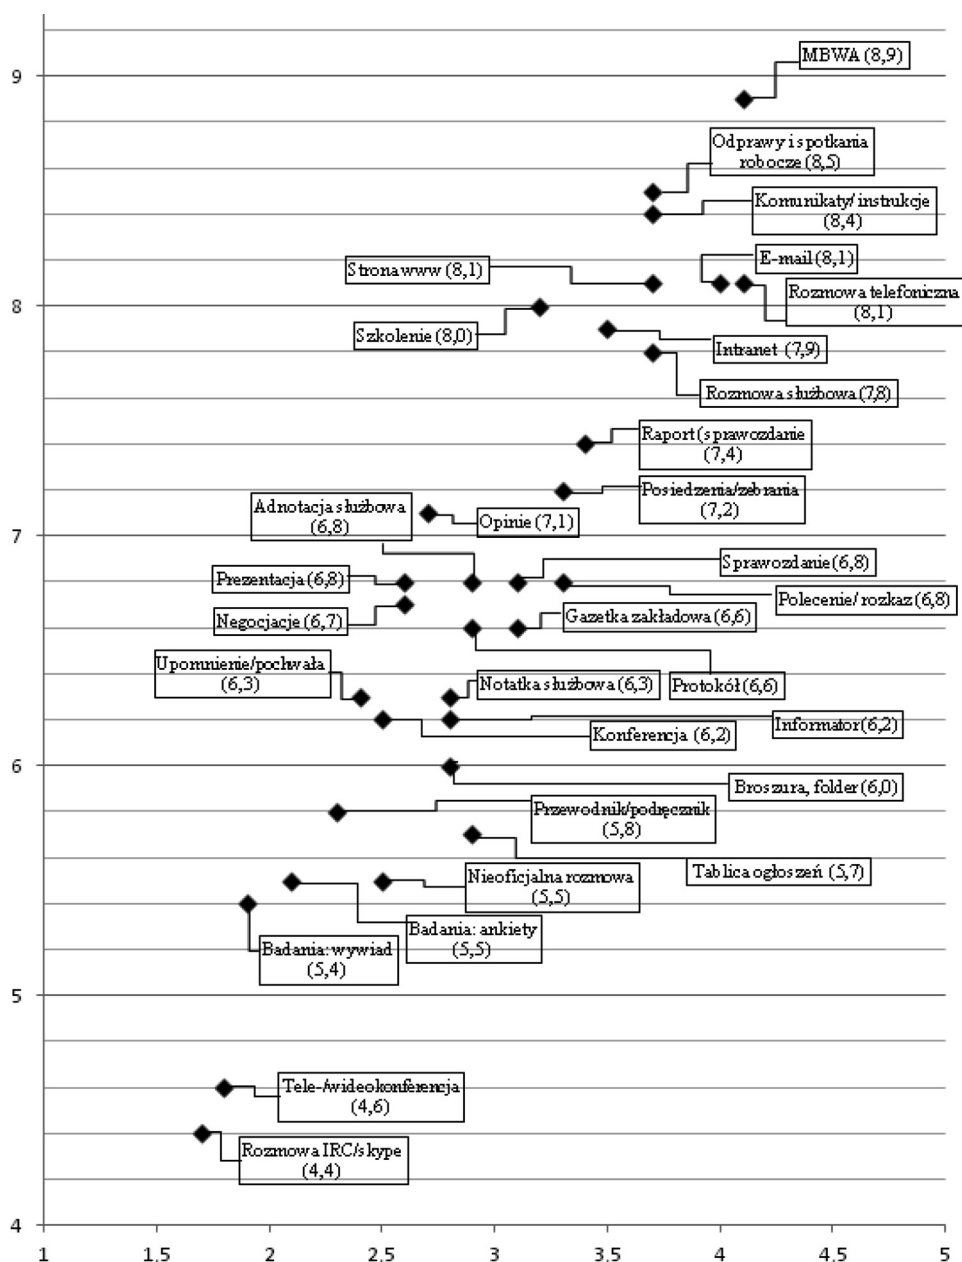 9
MBWA (8,9)
Odprawy i spotkania
robocze (8,5)
Komunikaty/ instrukcje
(8,4)
E-mail (8,1)
Strona www (8,1)
Rozmowa telefoniczna
(8,1)
8
Szkolenie (8,0)
Intranet (7,9)
Rozmowa służbowa (7,8)
Raport (sprawozdanie
(7,4)
Posiedzenia/zebrania
(7,2)
Adnotacja służbowa
(6,8)
Opinie (7,1)
7
Sprawozdanie (6,8)
Prezentacja (6,8)
Polecenie/ rozkaz (6,8)
Negocjacje (6,7)
Gazetka zakładowa (6,6)
Upomnienie/pochwała
(6,3)
Notatka służbowa (6,3)
Protokół (6,6)
Informator (6,2)
Konferencja (6,2)
6
Broszura, folder (6,0)
Przewodnik/podręcznik
(5,8)
Tablica ogłoszeń (5,7)
Nieoficjalna rozmowa
(5,5)
Badania: ankiety
(5,5)
Badania: wywiad
(5,4)
5
Tele-/wideokonferencja
(4,6)
Rozmowa IRC/skype
(4,4)
4
1 1,5 2 2,5 3 3,5 4 4,5 5